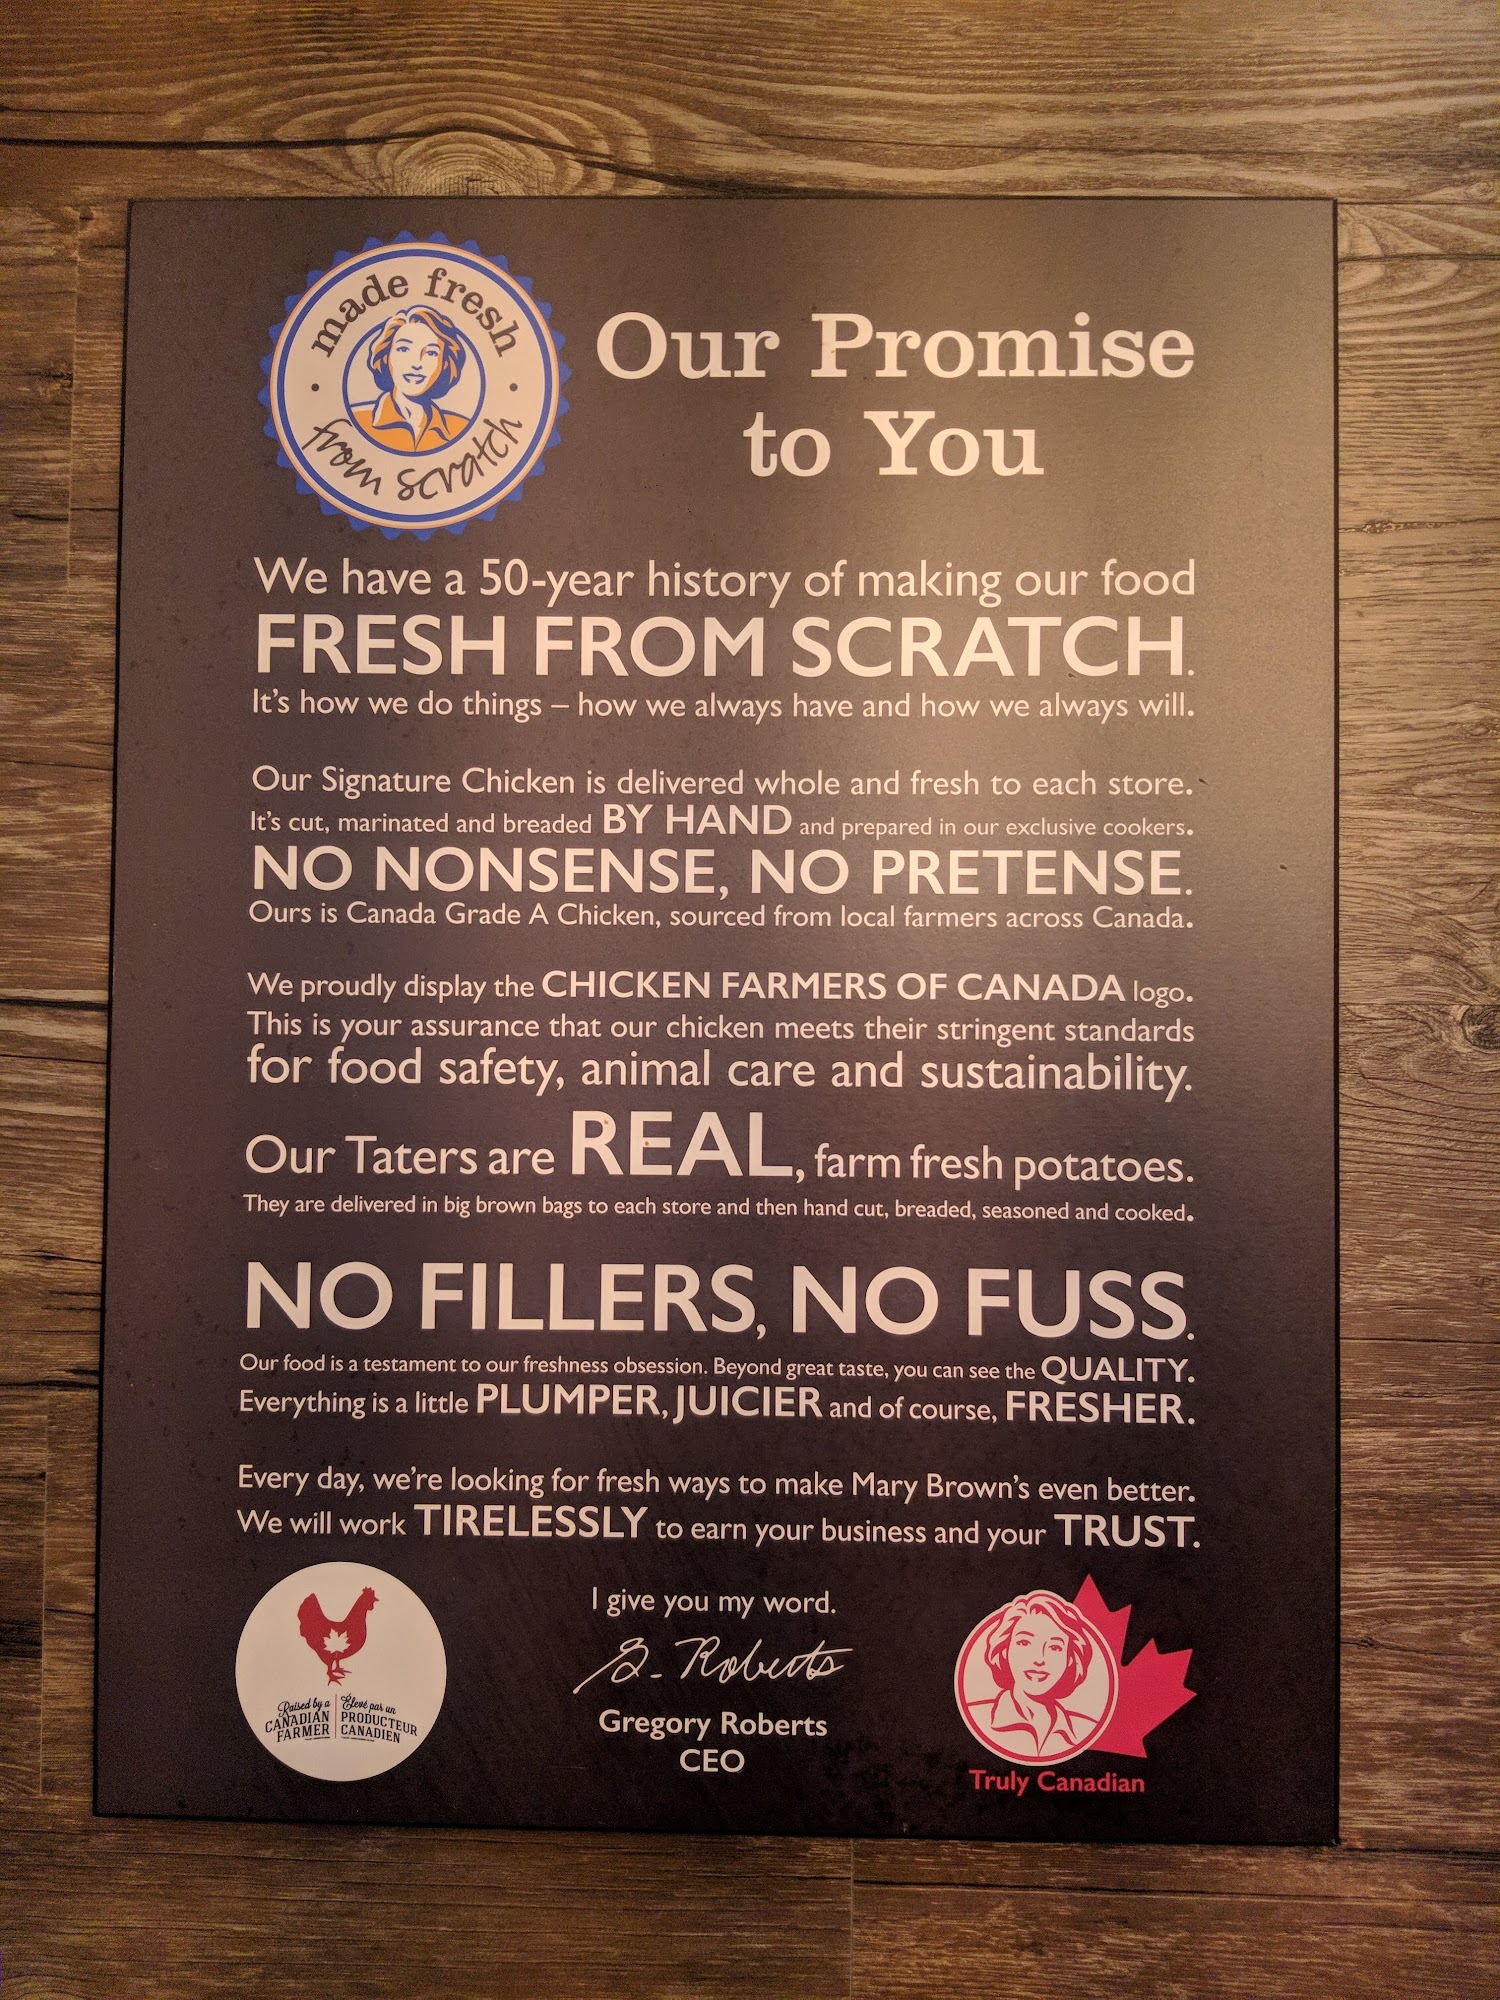 made fresh
from scratch
Our Promise
to You
We have a 50-year history of making our food
FRESH FROM SCRATCH.
It's how we do things – how we always have and how we always will.
Our Signature Chicken is delivered whole and fresh to each store.
It's cut, marinated and breaded BY HAND and prepared in our exclusive cookers.
NO NONSENSE, NO PRETENSE.
Ours is Canada Grade A Chicken, sourced from local farmers across Canada.
We proudly display the CHICKEN FARMERS OF CANADA logo.
This is your assurance that our chicken meets their stringent standards
for food safety, animal care and sustainability.
Our Taters are REAL, farm fresh potatoes.
They are delivered in big brown bags to each store and then hand cut, breaded, seasoned and cooked.
NO FILLERS, NO FUSS.
Our food is a testament to our freshness obsession. Beyond great taste, you can see the QUALITY.
Everything is a little PLUMPER, JUICIER and of course, FRESHER.
Every day, we're looking for fresh ways to make Mary Brown's even better.
We will work TIRELESSLY to earn your business and your TRUST.
Raised by a
CANADIAN
FARMER
Élevé par un
PRODUCTEUR
CANADIEN
I give you my word.
G. Roberts
Gregory Roberts
CEO
Truly Canadian